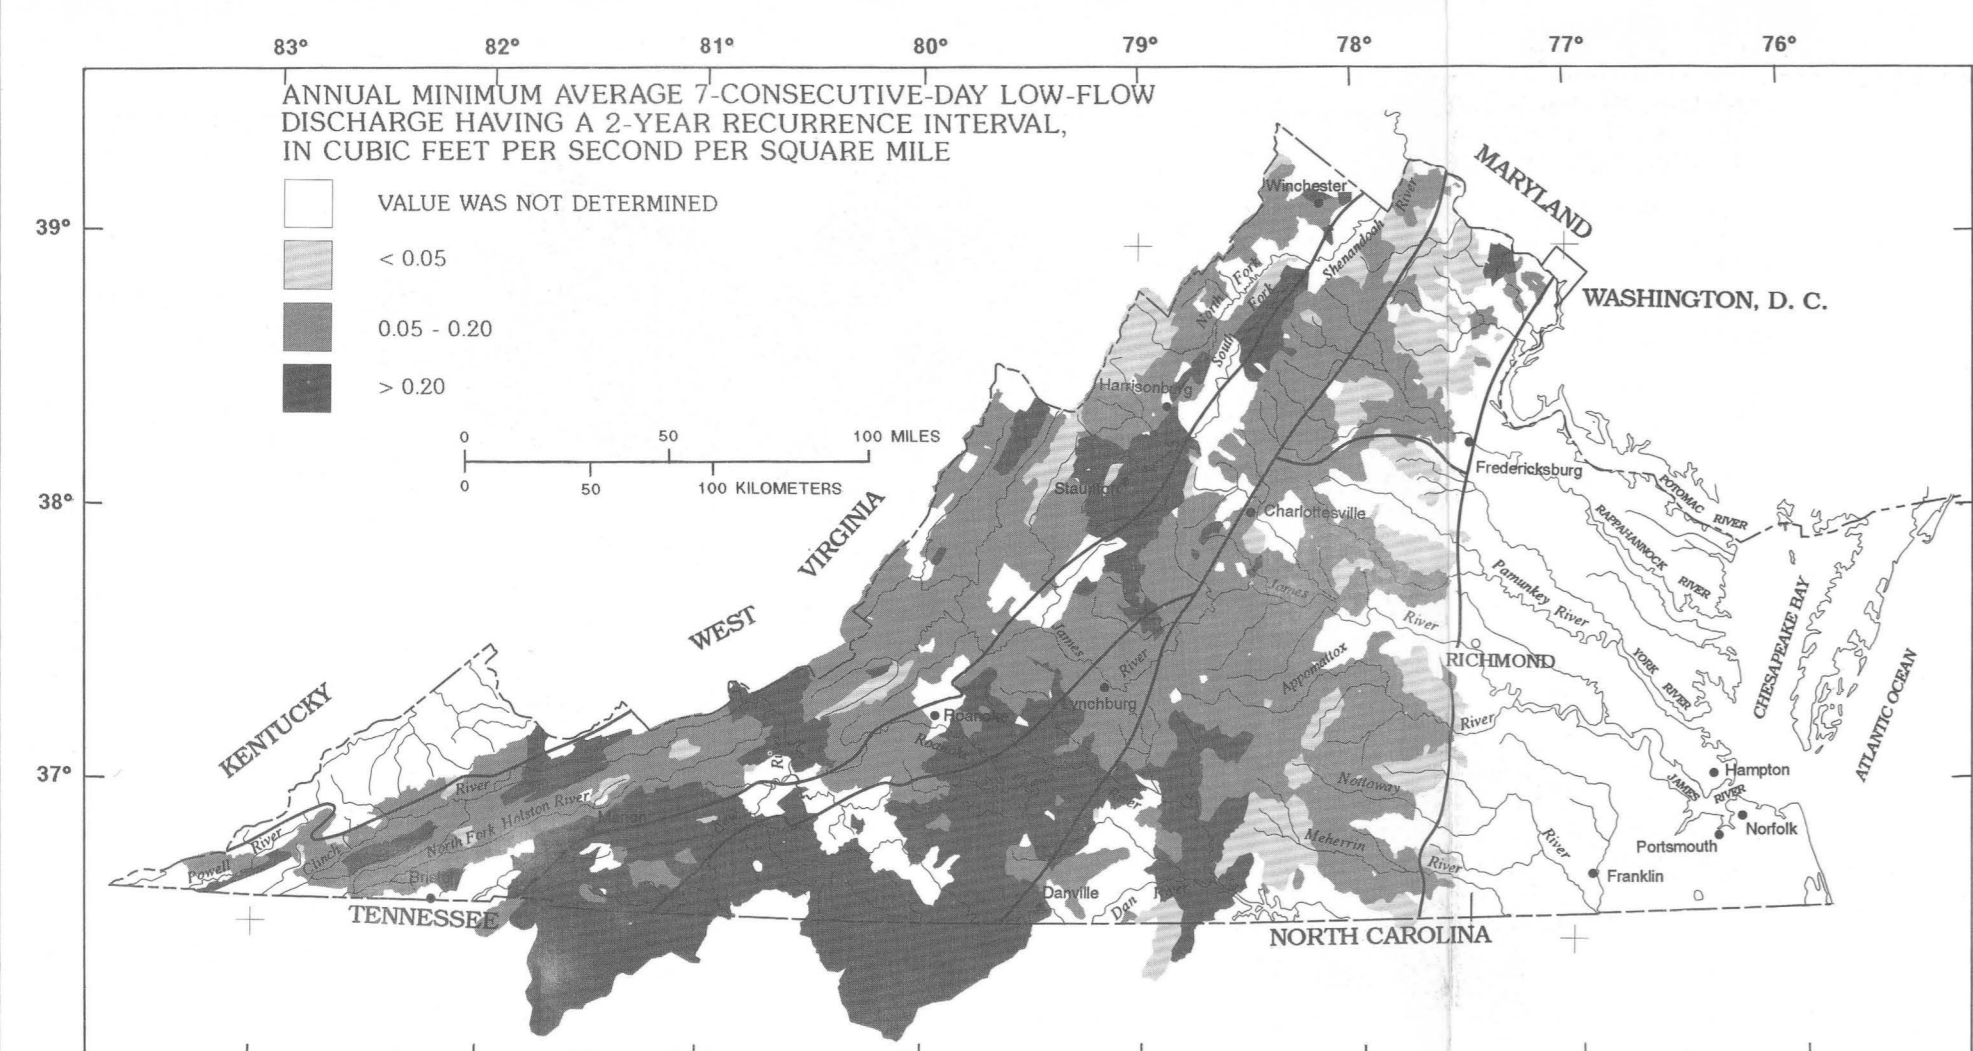 83° 82° 81° 80° 79° 78° 77° 76°
ANNUAL MINIMUM AVERAGE 7-CONSECUTIVE-DAY LOW-FLOW
DISCHARGE HAVING A 2-YEAR RECURRENCE INTERVAL,
IN CUBIC FEET PER SECOND PER SQUARE MILE
VALUE WAS NOT DETERMINED
< 0.05
0.05 - 0.20
> 0.20
0 50 100 MILES
0 50 100 KILOMETERS
39°
38°
37°
MARYLAND
WASHINGTON, D. C.
Winchester
River
Shenandoah
North Fork
South Fork
Harrisonburg
Staunton
Fredericksburg
Charlottesville
POTOMAC RIVER
RAPPAHANNOCK RIVER
WEST VIRGINIA
Pamunkey River
James River
CHESAPEAKE BAY
ATLANTIC OCEAN
James River
RICHMOND
YORK RIVER
Appomattox River
Lynchburg
KENTUCKY
Roanoke
Roanoke
River
Hampton
JAMES RIVER
Norfolk
Portsmouth
Nottoway River
Franklin
Meherrin River
River
North Fork Holston River
Marion
New
Clinch
Powell River
Bristol
TENNESSEE
Danville
Dan River
NORTH CAROLINA